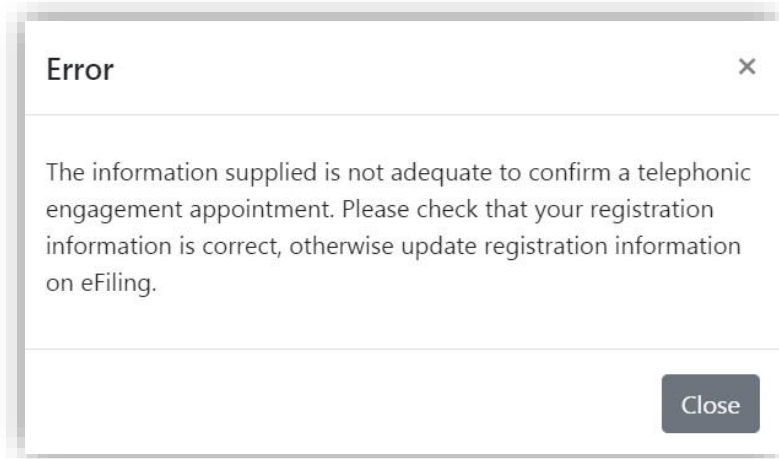 Error ×
The information supplied is not adequate to confirm a telephonic
engagement appointment. Please check that your registration
information is correct, otherwise update registration information
on eFiling.
Close